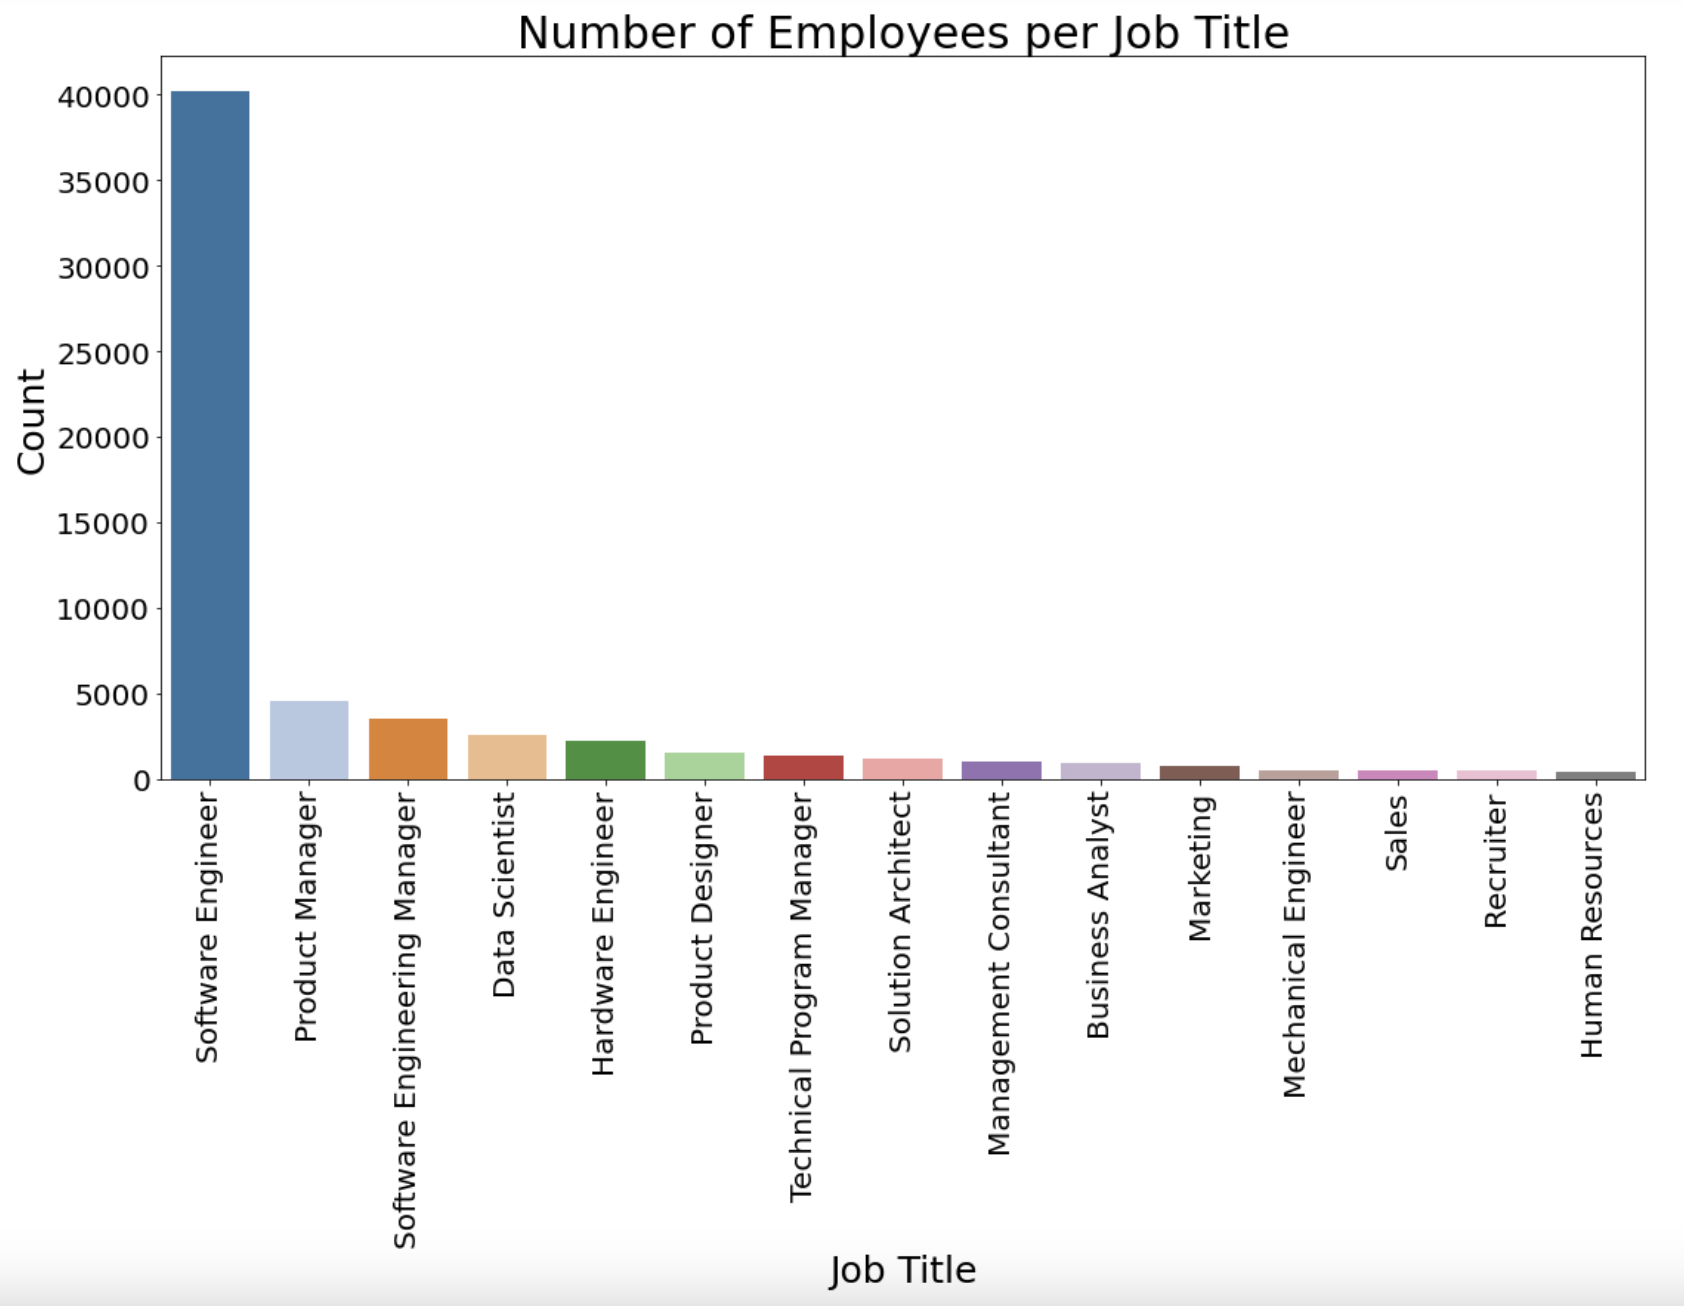 Number of Employees per Job Title
Count
40000
35000
30000
25000
20000
15000
10000
5000
0
Software Engineer
Product Manager
Software Engineering Manager
Data Scientist
Hardware Engineer
Product Designer
Technical Program Manager
Solution Architect
Management Consultant
Business Analyst
Marketing
Mechanical Engineer
Sales
Recruiter
Human Resources
Job Title